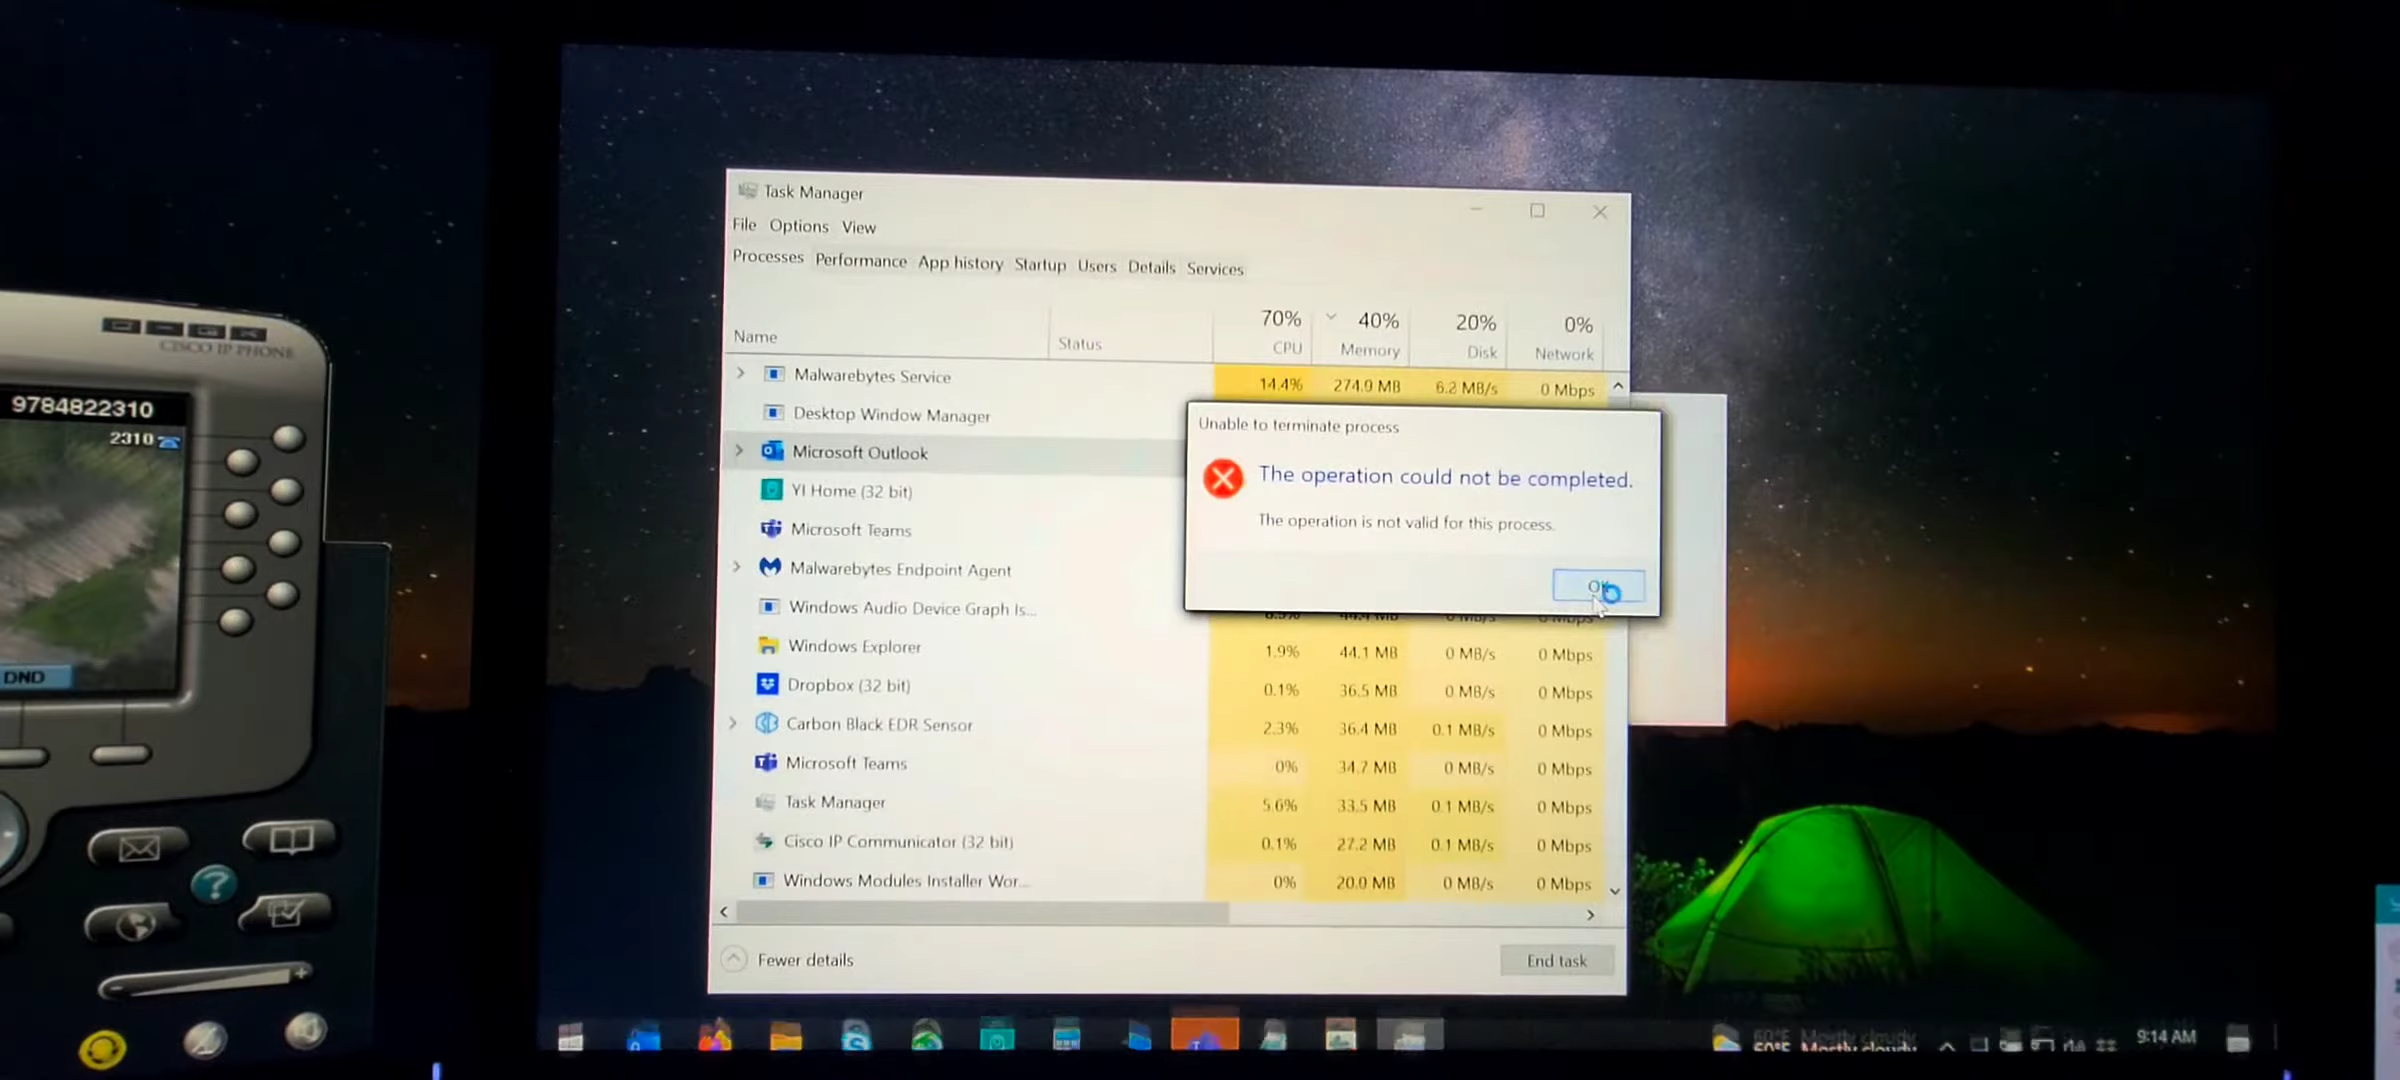 CISCO IP PHONE
9784822310
2310
DND
Task Manager
File Options View
Processes Performance App history Startup Users Details Services
70% 40% 20% 0%
Name Status CPU Memory Disk Network
Malwarebytes Service 14.4% 274.0 MB 6.2 MB/s 0 Mbps
Desktop Window Manager
Microsoft Outlook
YI Home (32 bit)
Microsoft Teams
Malwarebytes Endpoint Agent
Windows Audio Device Graph Is...
Windows Explorer 1.9% 44.1 MB 0 MB/s 0 Mbps
Dropbox (32 bit) 0.1% 36.5 MB 0 MB/s 0 Mbps
Carbon Black EDR Sensor 2.3% 36.4 MB 0.1 MB/s 0 Mbps
Microsoft Teams 0% 34.7 MB 0 MB/s 0 Mbps
Task Manager 5.6% 33.5 MB 0.1 MB/s 0 Mbps
Cisco IP Communicator (32 bit) 0.1% 27.2 MB 0.1 MB/s 0 Mbps
Windows Modules Installer Wor... 0% 20.0 MB 0 MB/s 0 Mbps
Fewer details End task
Unable to terminate process
The operation could not be completed.
The operation is not valid for this process.
OK
Mostly cloudy
9:14 AM